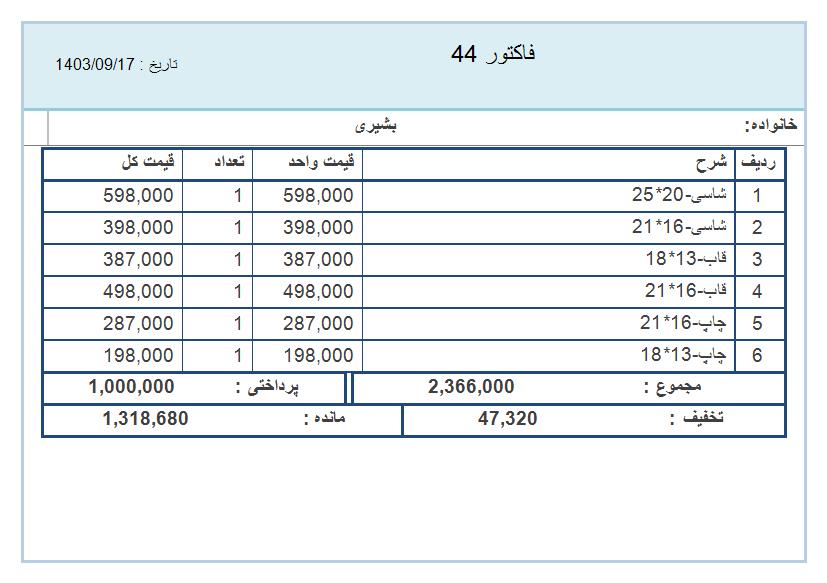 فاکتور 44
تاریخ : 1403/09/17
خانواده: بشیری
ردیف شرح قیمت واحد تعداد قیمت کل
1 شاسی-20*25 598,000 1 598,000
2 شاسی-16*21 398,000 1 398,000
3 قاب-13*18 387,000 1 387,000
4 قاب-16*21 498,000 1 498,000
5 چاپ-16*21 287,000 1 287,000
6 چاپ-13*18 198,000 1 198,000
مجموع : 2,366,000 پرداختی : 1,000,000
تخفیف : 47,320 مانده : 1,318,680